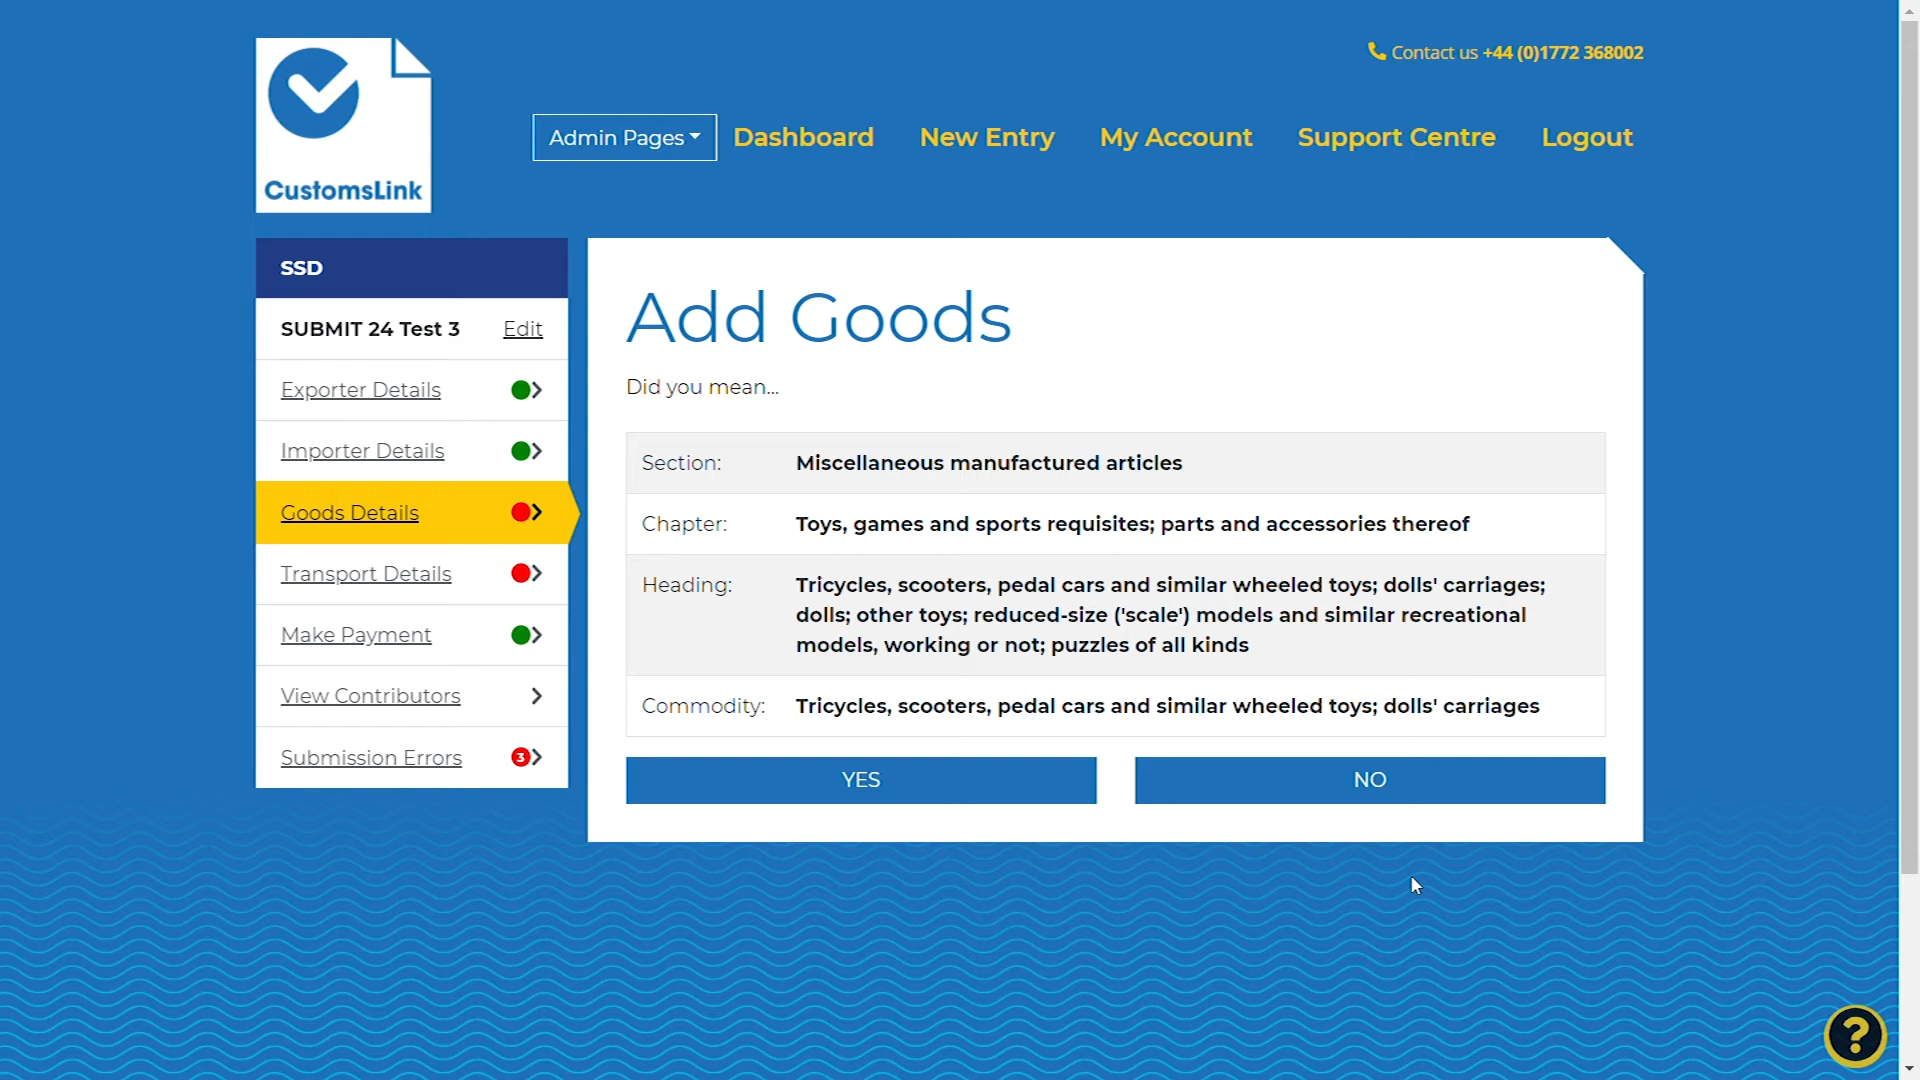 Contact us +44 (0)1772 368002
CustomsLink
Admin Pages
Dashboard
New Entry
My Account
Support Centre
Logout
SSD
SUBMIT 24 Test 3
Edit
Exporter Details
Importer Details
Goods Details
Transport Details
Make Payment
View Contributors
Submission Errors
3
Add Goods
Did you mean...
Section: Miscellaneous manufactured articles
Chapter: Toys, games and sports requisites; parts and accessories thereof
Heading: Tricycles, scooters, pedal cars and similar wheeled toys; dolls' carriages;
dolls; other toys; reduced-size ('scale') models and similar recreational
models, working or not; puzzles of all kinds
Commodity: Tricycles, scooters, pedal cars and similar wheeled toys; dolls' carriages
YES
NO
?